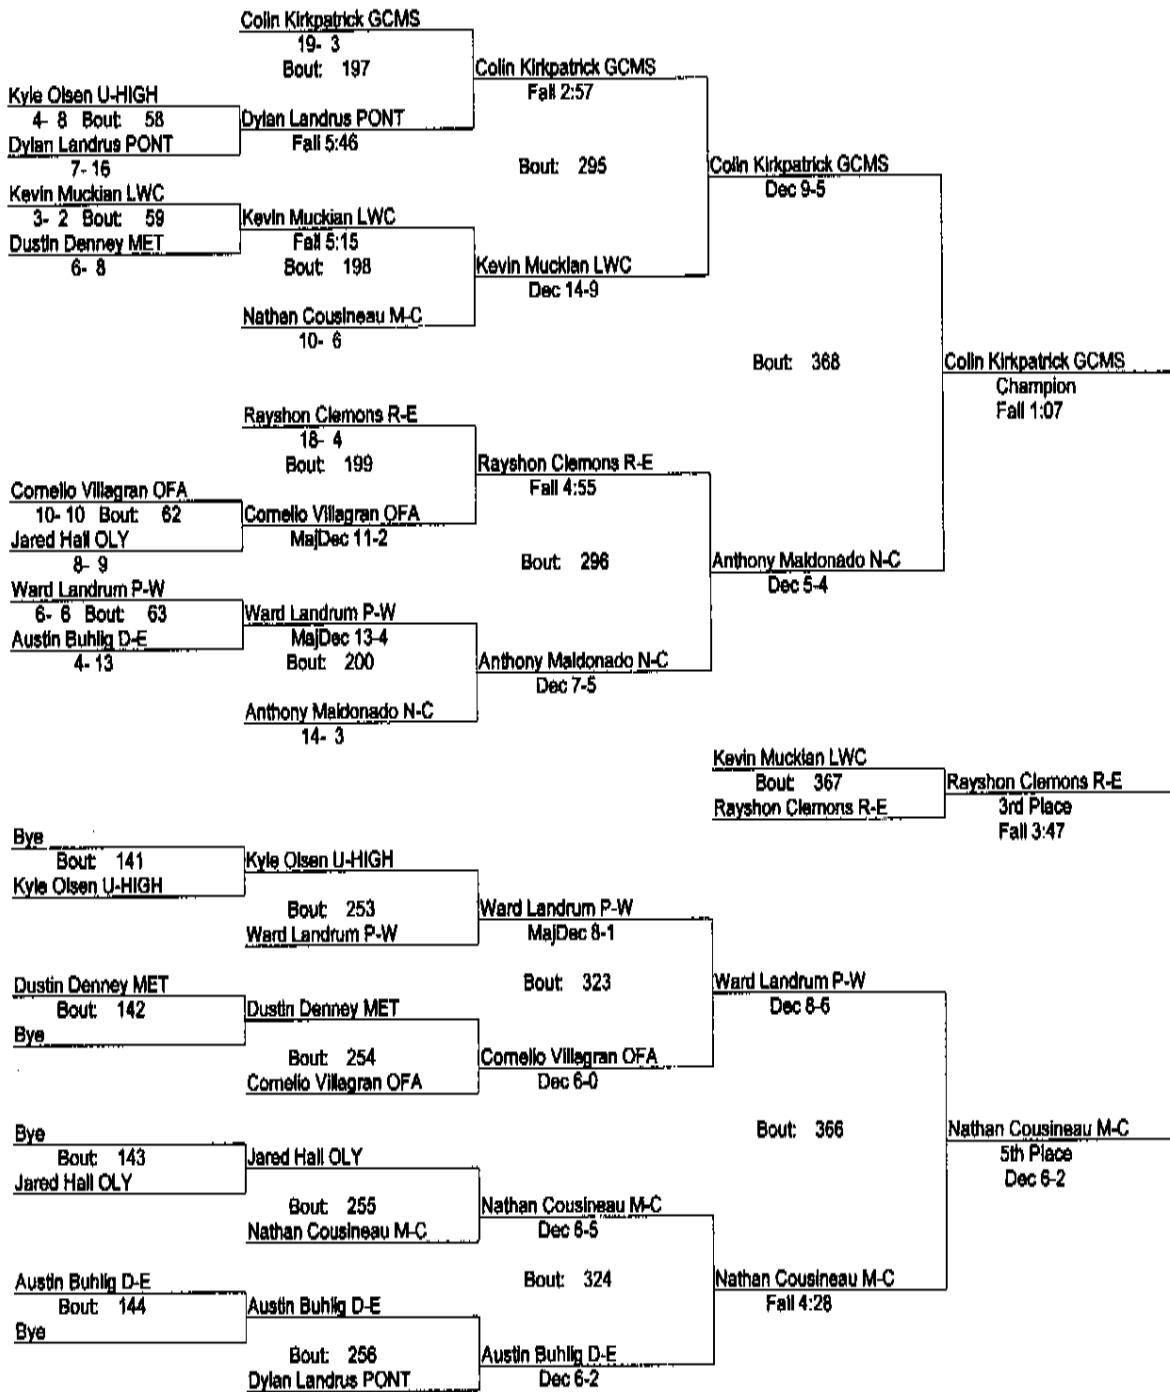 Colin Kirkpatrick GCMS
19- 3
Bout: 197
Colin Kirkpatrick GCMS
Fall 2:57
Kyle Olsen U-HIGH
4- 8 Bout: 58
Dylan Landrus PONT
Fall 5:46
Dylan Landrus PONT
7- 16
Bout: 295
Colin Kirkpatrick GCMS
Dec 9-5
Kevin Muckian LWC
3- 2 Bout: 59
Kevin Muckian LWC
Fall 5:15
Dustin Denney MET
6- 8
Bout: 198
Kevin Muckian LWC
Dec 14-9
Nathan Cousineau M-C
10- 6
Bout: 368
Colin Kirkpatrick GCMS
Champion
Fall 1:07
Rayshon Clemons R-E
18- 4
Bout: 199
Rayshon Clemons R-E
Fall 4:55
Cornelio Villagran OFA
10- 10 Bout: 62
Cornelio Villagran OFA
MajDec 11-2
Jared Hall OLY
8- 9
Bout: 296
Anthony Maldonado N-C
Dec 5-4
Ward Landrum P-W
6- 6 Bout: 63
Ward Landrum P-W
MajDec 13-4
Austin Buhlig D-E
4- 13
Bout: 200
Anthony Maldonado N-C
Dec 7-5
Anthony Maldonado N-C
14- 3
Kevin Muckian LWC
Bout: 367
Rayshon Clemons R-E
Rayshon Clemons R-E
3rd Place
Fall 3:47
Bye
Bout: 141
Kyle Olsen U-HIGH
Kyle Olsen U-HIGH
Bout: 253
Ward Landrum P-W
Ward Landrum P-W
MajDec 8-1
Dustin Denney MET
Bout: 142
Bye
Bout: 323
Ward Landrum P-W
Dec 8-6
Dustin Denney MET
Bout: 254
Cornelio Villagran OFA
Cornelio Villagran OFA
Dec 6-0
Bye
Bout: 143
Jared Hall OLY
Bout: 366
Nathan Cousineau M-C
5th Place
Dec 6-2
Jared Hall OLY
Bout: 255
Nathan Cousineau M-C
Nathan Cousineau M-C
Dec 6-5
Austin Buhlig D-E
Bout: 144
Bye
Bout: 324
Nathan Cousineau M-C
Fall 4:28
Austin Buhlig D-E
Bout: 256
Dylan Landrus PONT
Austin Buhlig D-E
Dec 6-2